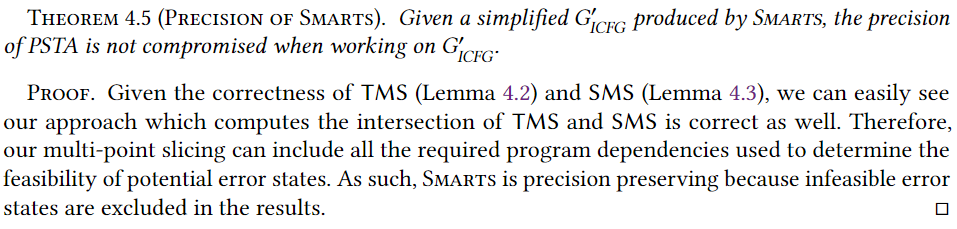 THEOREM 4.5 (PRECISION OF SMARTS). Given a simplified G′ICFG produced by SMARTS, the precision
of PSTA is not compromised when working on G′ICFG.
PROOF. Given the correctness of TMS (Lemma 4.2) and SMS (Lemma 4.3), we can easily see
our approach which computes the intersection of TMS and SMS is correct as well. Therefore,
our multi-point slicing can include all the required program dependencies used to determine the
feasibility of potential error states. As such, SMARTS is precision preserving because infeasible error
states are excluded in the results. □